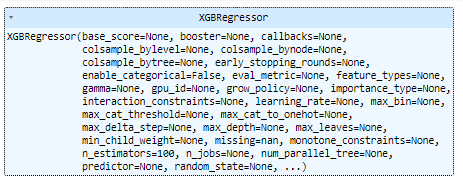 XGBRegressor
XGBRegressor(base_score=None, booster=None, callbacks=None,
colsample_bylevel=None, colsample_bynode=None,
colsample_bytree=None, early_stopping_rounds=None,
enable_categorical=False, eval_metric=None, feature_types=None,
gamma=None, gpu_id=None, grow_policy=None, importance_type=None,
interaction_constraints=None, learning_rate=None, max_bin=None,
max_cat_threshold=None, max_cat_to_onehot=None,
max_delta_step=None, max_depth=None, max_leaves=None,
min_child_weight=None, missing=nan, monotone_constraints=None,
n_estimators=100, n_jobs=None, num_parallel_tree=None,
predictor=None, random_state=None, ...)